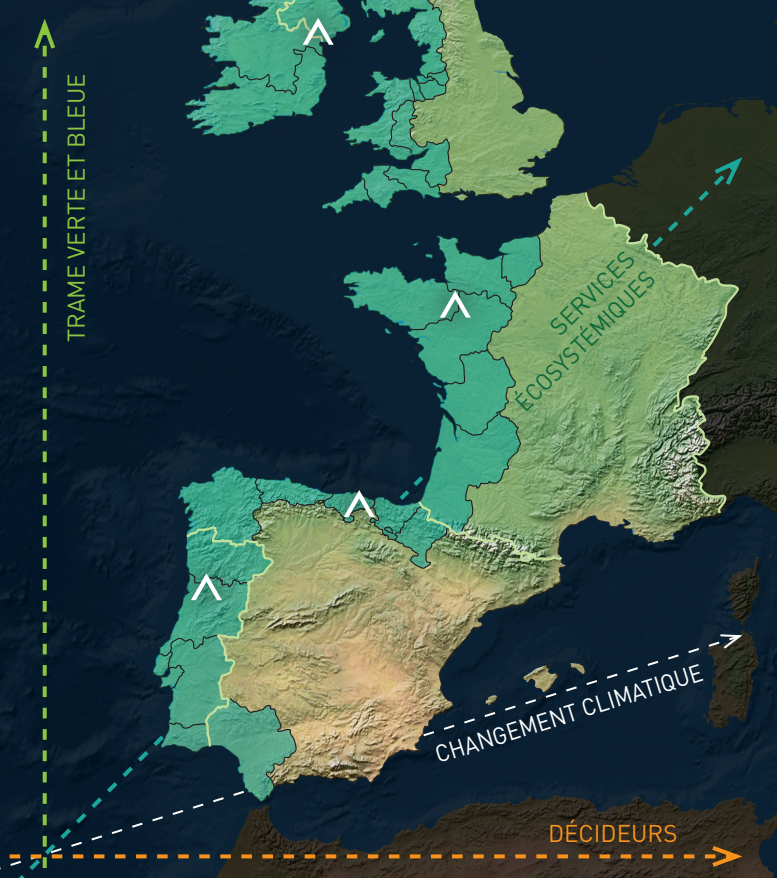 TRAME VERTE ET BLEUE
SERVICES
ÉCOSYSTÉMIQUES
CHANGEMENT CLIMATIQUE
DÉCIDEURS